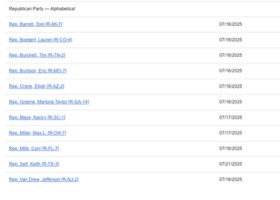 Republican Party — Alphabetical
Rep. Barrett, Tom [R-MI-7] 07/16/2025
Rep. Boebert, Lauren [R-CO-4] 07/16/2025
Rep. Burchett, Tim [R-TN-2] 07/16/2025
Rep. Burlison, Eric [R-MO-7] 07/16/2025
Rep. Crane, Elijah [R-AZ-2] 07/16/2025
Rep. Greene, Marjorie Taylor [R-GA-14] 07/16/2025
Rep. Mace, Nancy [R-SC-1] 07/17/2025
Rep. Miller, Max L. [R-OH-7] 07/17/2025
Rep. Mills, Cory [R-FL-7] 07/16/2025
Rep. Self, Keith [R-TX-3] 07/21/2025
Rep. Van Drew, Jefferson [R-NJ-2] 07/16/2025